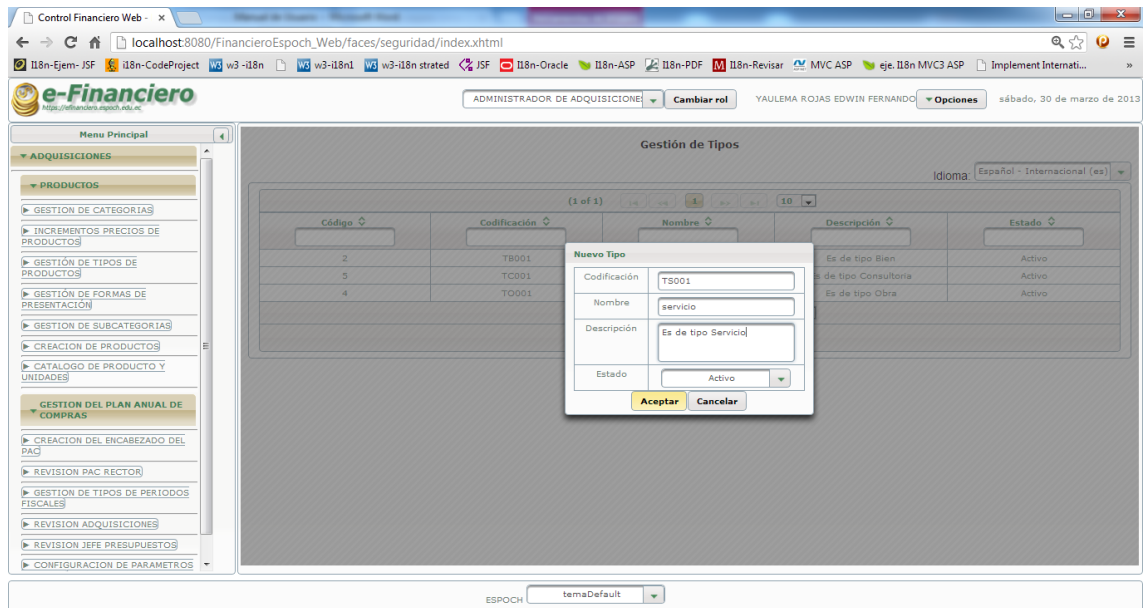 Control Financiero Web -
localhost:8080/FinancieroEspoch_Web/faces/seguridad/index.xhtml
I18n-Ejem- JSF
i18n-CodeProject
w3 -i18n
w3-i18n1
w3-i18n strated
JSF
I18n-Oracle
I18n-ASP
I18n-PDF
I18n-Revisar
MVC ASP
eje. I18n MVC3 ASP
Implement Internati...
»
e-Financiero
https://efinanciero.espoch.edu.ec
ADMINISTRADOR DE ADQUISICIONE
Cambiar rol
YAULEMA ROJAS EDWIN FERNANDO
Opciones
sábado, 30 de marzo de 2013
Menu Principal
ADQUISICIONES
PRODUCTOS
GESTION DE CATEGORIAS
INCREMENTOS PRECIOS DE
PRODUCTOS
GESTIÓN DE TIPOS DE
PRODUCTOS
GESTIÓN DE FORMAS DE
PRESENTACIÓN
GESTION DE SUBCATEGORIAS
CREACION DE PRODUCTOS
CATALOGO DE PRODUCTO Y
UNIDADES
GESTION DEL PLAN ANUAL DE
COMPRAS
CREACION DEL ENCABEZADO DEL
PAC
REVISION PAC RECTOR
GESTION DE TIPOS DE PERIODOS
FISCALES
REVISION ADQUISICIONES
REVISION JEFE PRESUPUESTOS
CONFIGURACION DE PARAMETROS
Gestión de Tipos
Idioma: Español - Internacional (es)
(1 of 1) 1 10
Código Codificación Nombre Descripción Estado
2 TB001 Es de tipo Bien Activo
5 TC001 Es de tipo Consultoria Activo
4 TO001 Es de tipo Obra Activo
Nuevo Tipo
Codificación TS001
Nombre servicio
Descripción Es de tipo Servicio
Estado Activo
Aceptar Cancelar
ESPOCH temaDefault